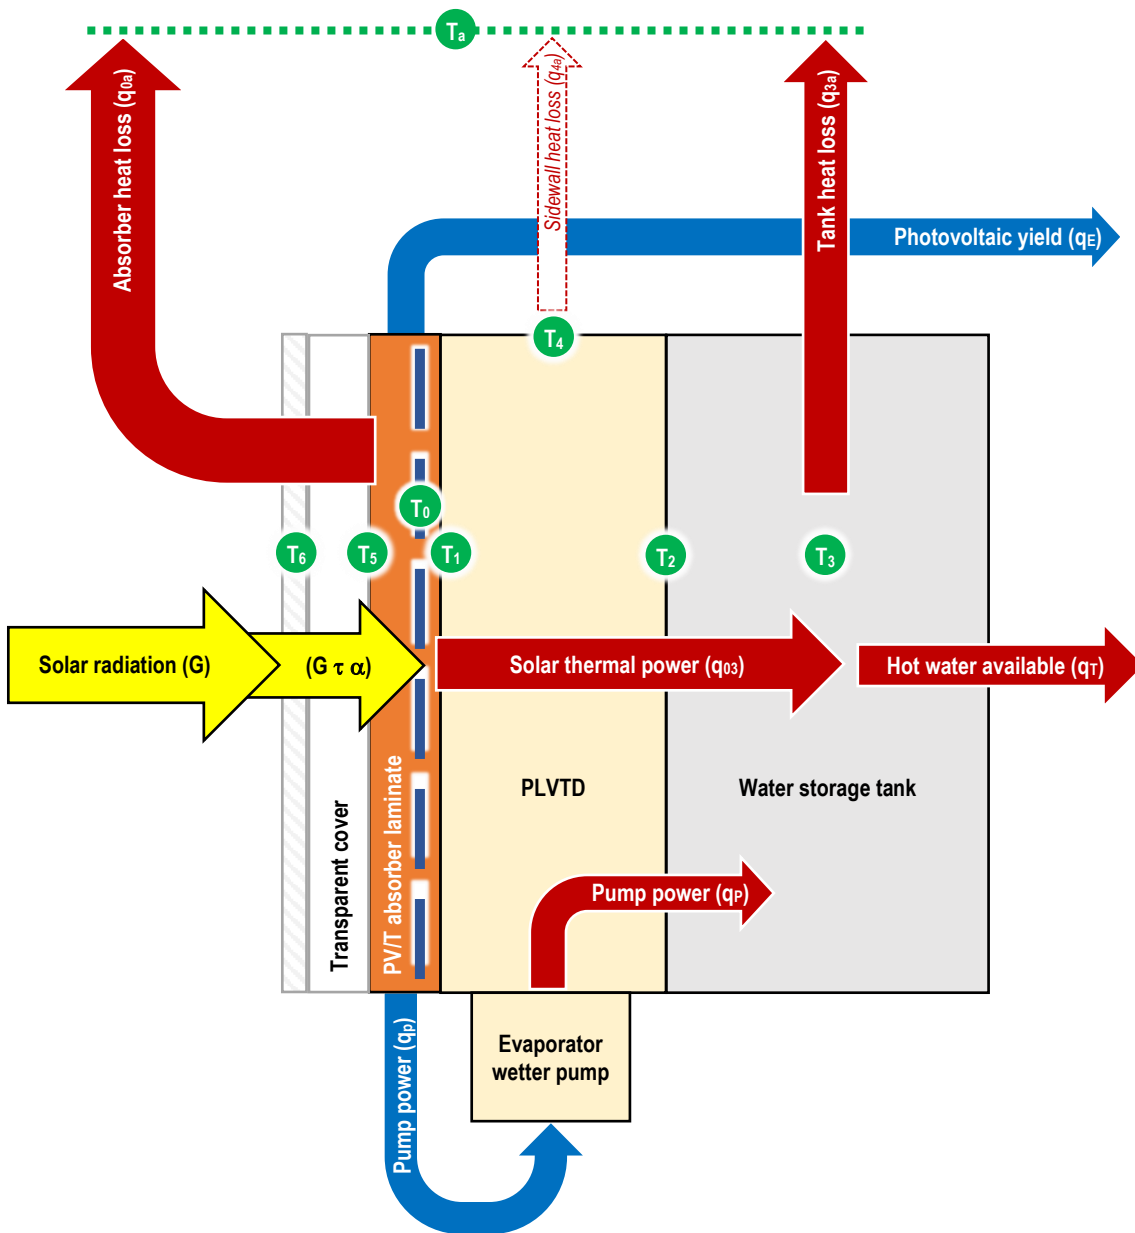 Tₐ
Absorber heat loss (q₀ₐ)
Sidewall heat loss (q₄ₐ)
Tank heat loss (q₃ₐ)
Photovoltaic yield (qE)
T₄
T₀
T₆
T₅
T₁
T₂
T₃
Solar radiation (G)
(G τ α)
Solar thermal power (q₀₃)
Hot water available (qT)
Transparent cover
PV/T absorber laminate
PLVTD
Water storage tank
Pump power (qP)
Pump power (qp)
Evaporator
wetter pump